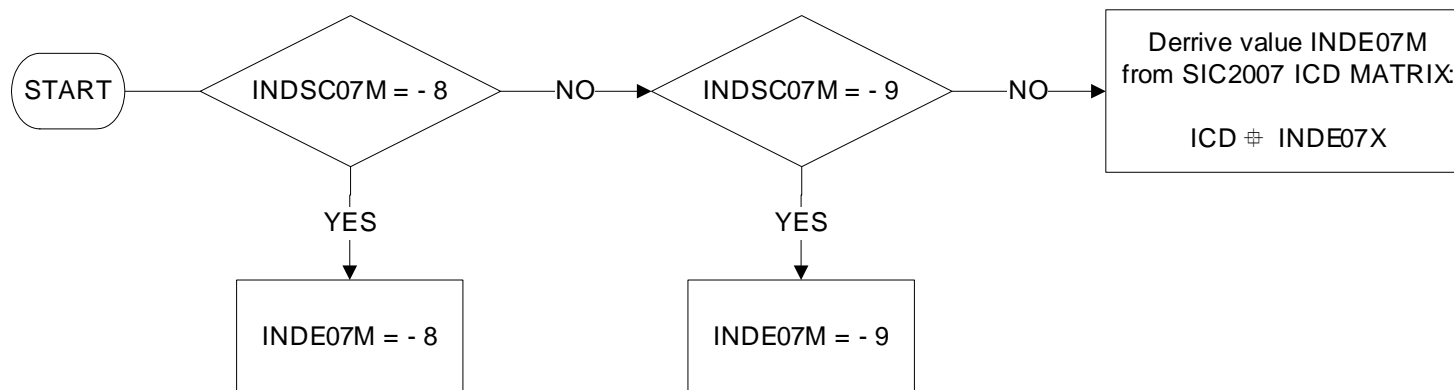 START
INDSC07M = - 8
NO
INDSC07M = - 9
NO
Derrive value INDE07M
from SIC2007 ICD MATRIX:
ICD ⌖ INDE07X
YES
YES
INDE07M = - 8
INDE07M = - 9